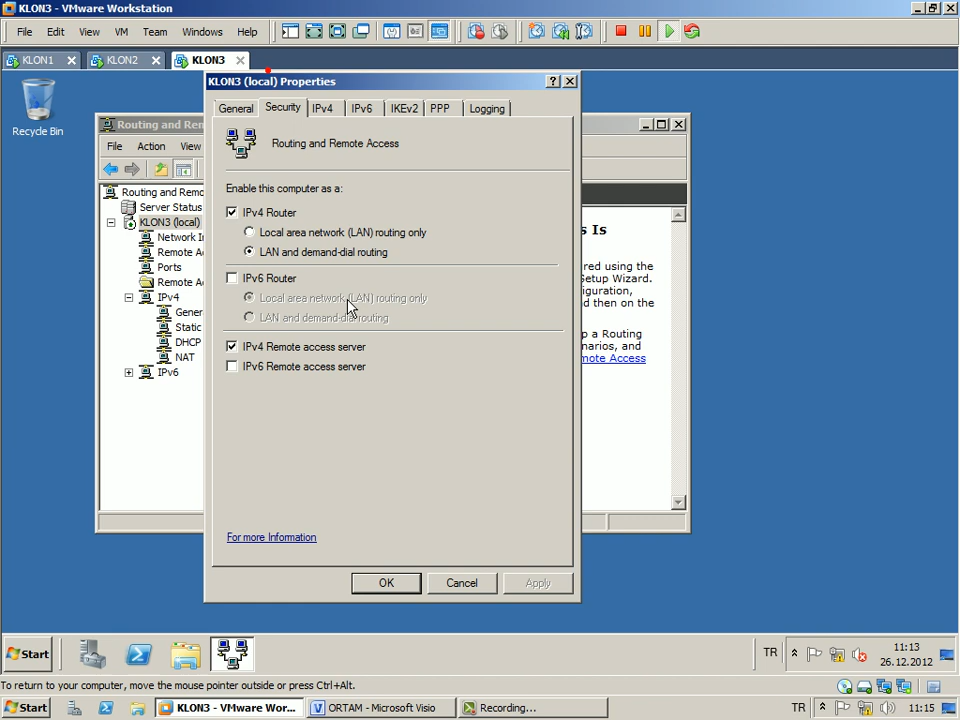 KLON3 - VMware Workstation
File Edit View VM Team Windows Help
KLON1 KLON2 KLON3
Recycle Bin
Routing and Rem
File Action View
Routing and Remo
Server Status
KLON3 (local)
Network I
Remote Ac
Ports
Remote Ac
IPv4
Gener
Static
DHCP
NAT
IPv6
KLON3 (local) Properties
General Security IPv4 IPv6 IKEv2 PPP Logging
Routing and Remote Access
Enable this computer as a:
IPv4 Router
Local area network (LAN) routing only
LAN and demand-dial routing
IPv6 Router
Local area network (LAN) routing only
LAN and demand-dial routing
IPv4 Remote access server
IPv6 Remote access server
For more Information
OK Cancel Apply
s Is
red using the
Setup Wizard.
figuration,
nd then on the
p a Routing
narios, and
mote Access
Start
TR
11:13
26.12.2012
To return to your computer, move the mouse pointer outside or press Ctrl+Alt.
Start
KLON3 - VMware Wor...
ORTAM - Microsoft Visio
Recording...
TR
11:15